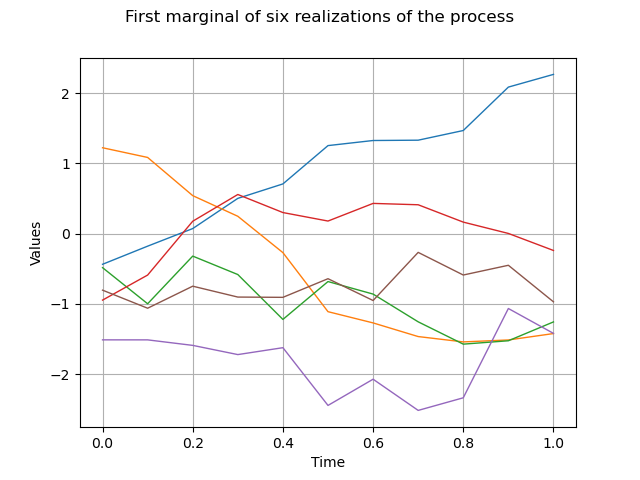 First marginal of six realizations of the process
Values
2
1
0
−1
−2
0.0 0.2 0.4 0.6 0.8 1.0
Time